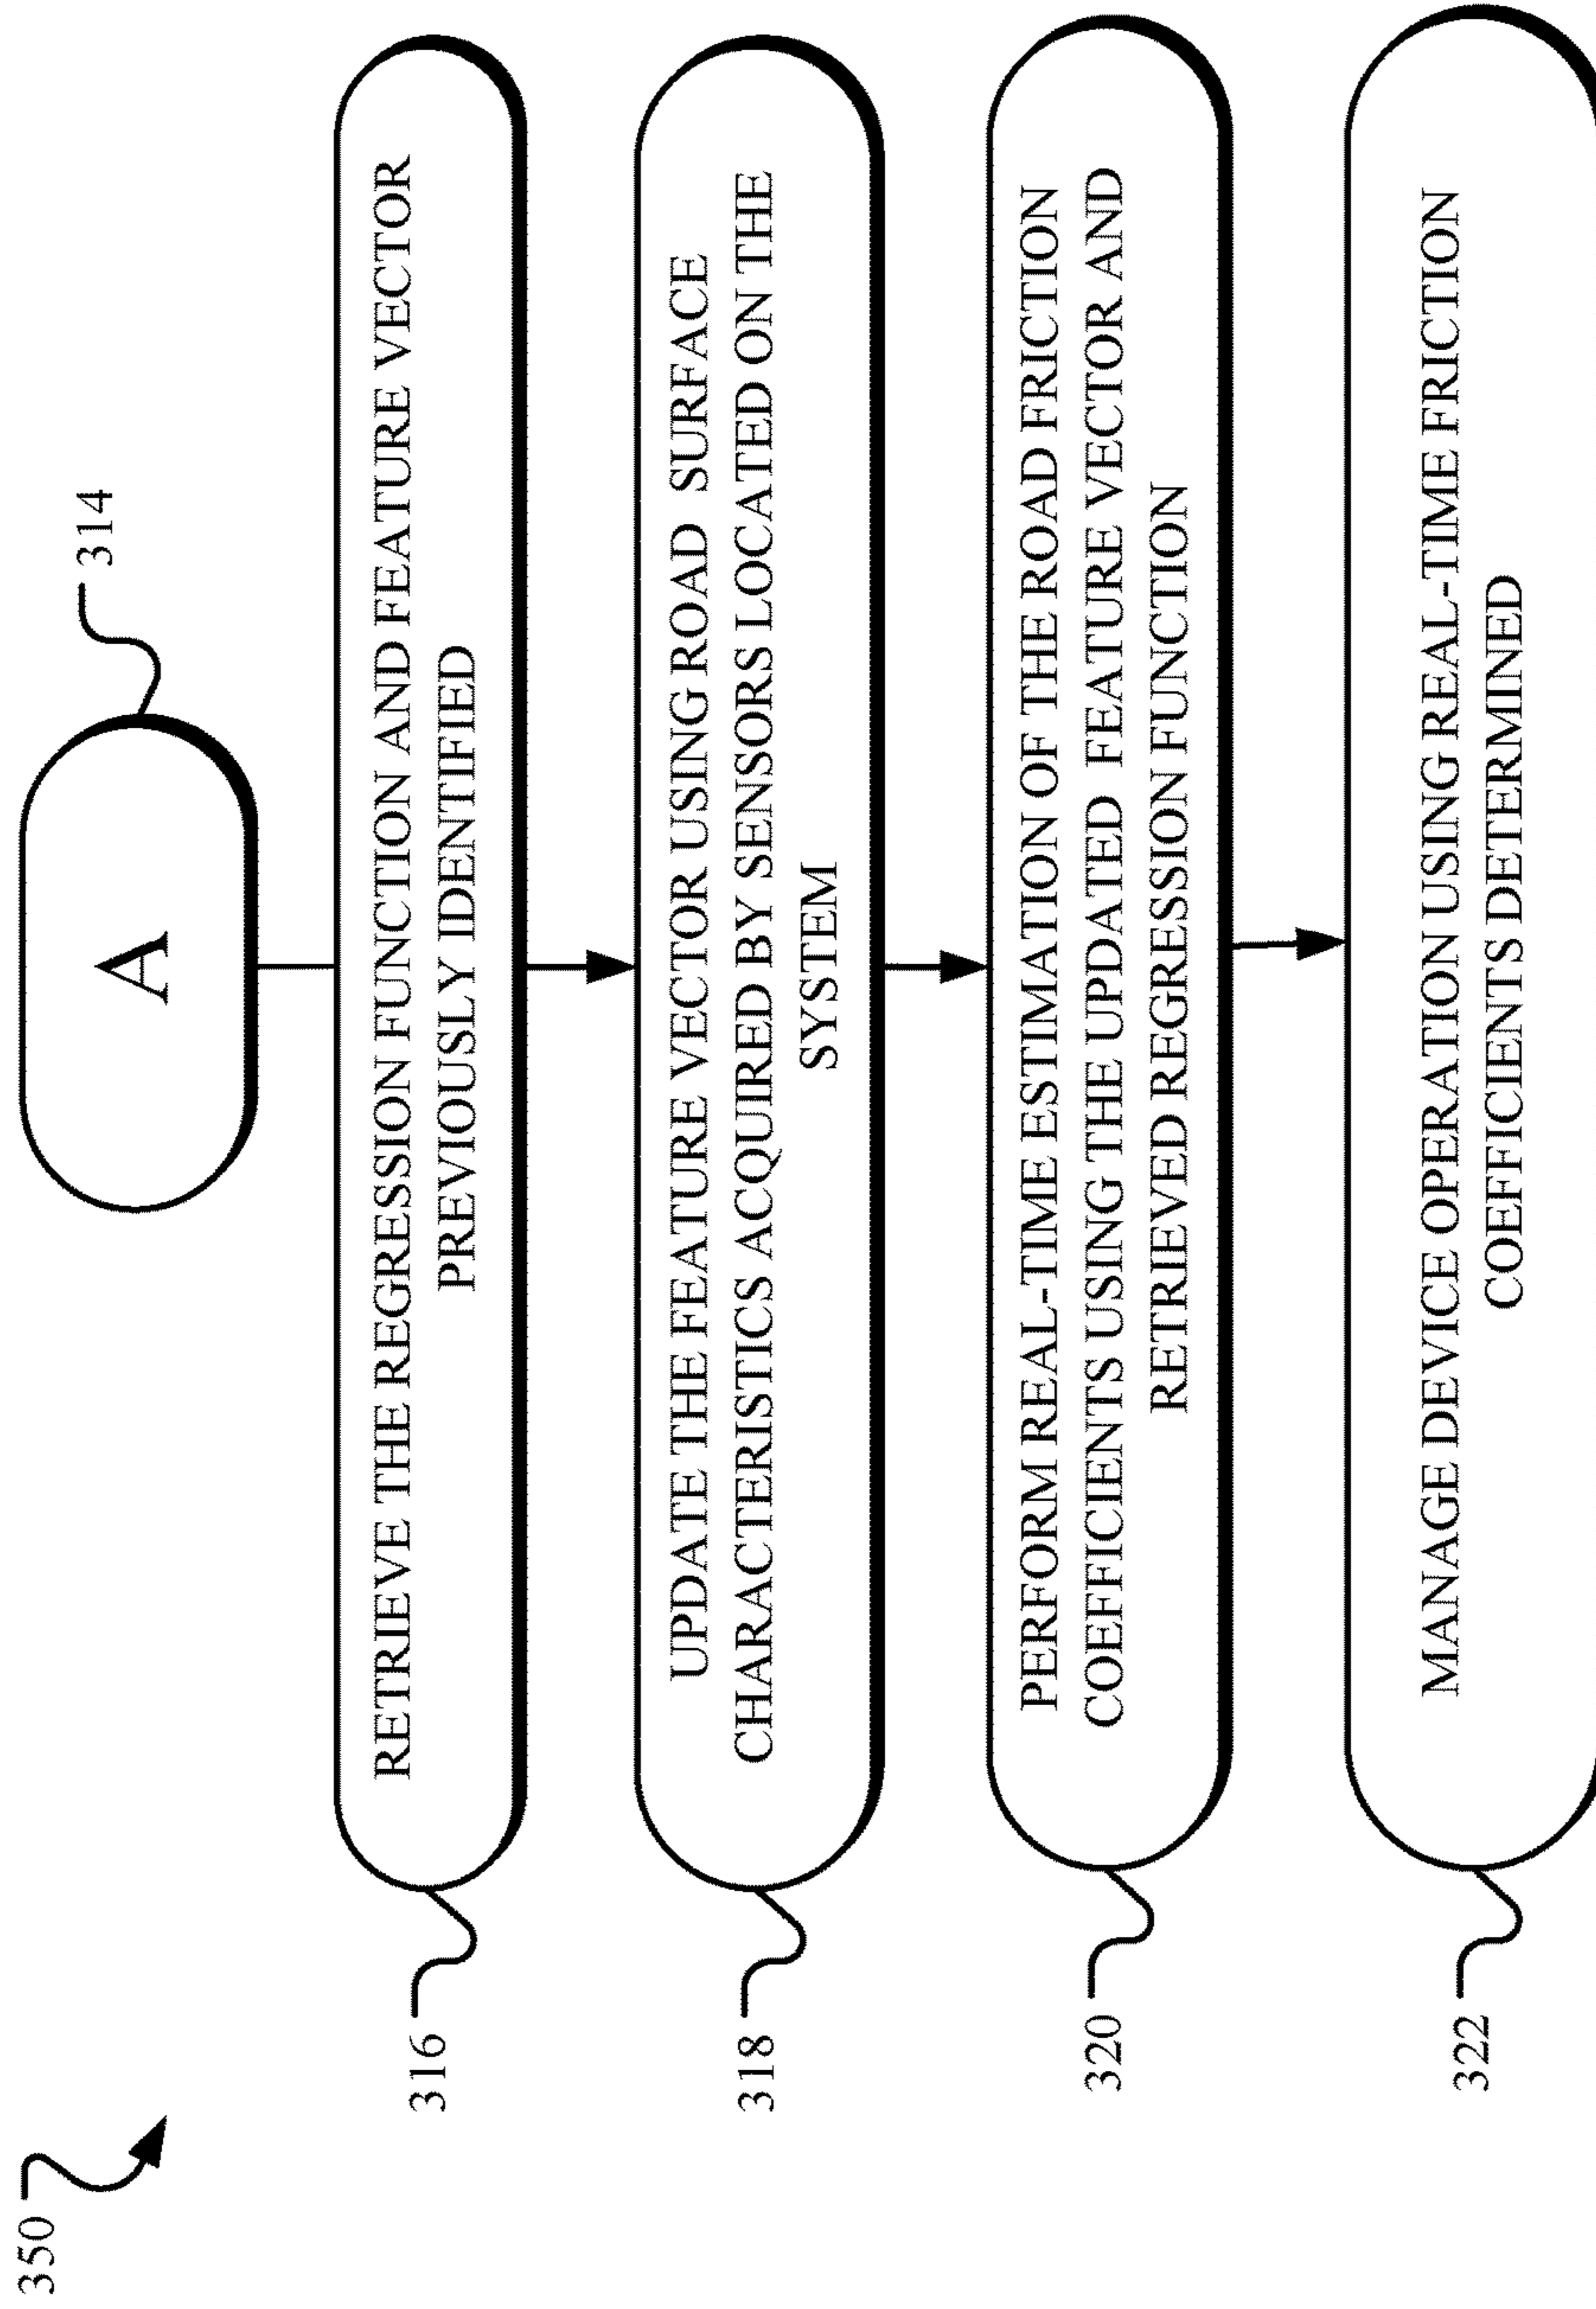 350
A
314
316
RETRIEVE THE REGRESSION FUNCTION AND FEATURE VECTOR
PREVIOUSLY IDENTIFIED
318
UPDATE THE FEATURE VECTOR USING ROAD SURFACE
CHARACTERISTICS ACQUIRED BY SENSORS LOCATED ON THE
SYSTEM
320
PERFORM REAL-TIME ESTIMATION OF THE ROAD FRICTION
COEFFICIENTS USING THE UPDATED FEATURE VECTOR AND
RETRIEVED REGRESSION FUNCTION
322
MANAGE DEVICE OPERATION USING REAL-TIME FRICTION
COEFFICIENTS DETERMINED